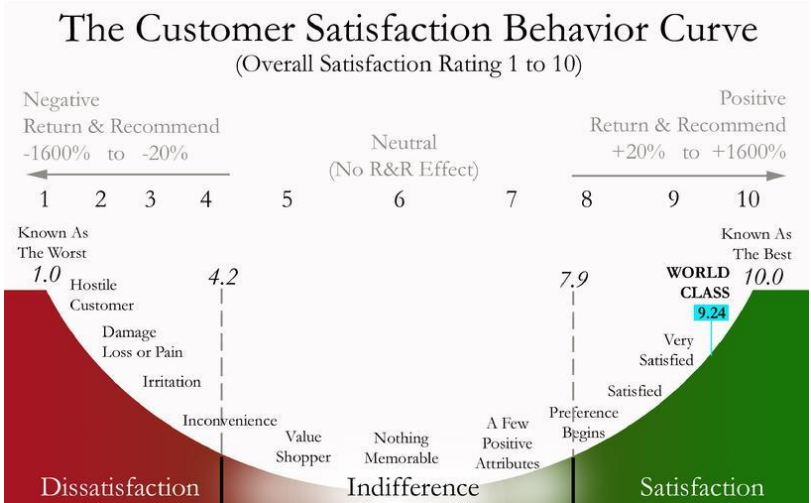 The Customer Satisfaction Behavior Curve
(Overall Satisfaction Rating 1 to 10)
Negative
Return & Recommend
-1600% to -20%
Neutral
(No R&R Effect)
Positive
Return & Recommend
+20% to +1600%
1 2 3 4 5 6 7 8 9 10
Known As
The Worst
1.0
Hostile
Customer
Damage
Loss or Pain
Irritation
4.2
Inconvenience
Value
Shopper
Nothing
Memorable
A Few
Positive
Attributes
7.9
Preference
Begins
Satisfied
Very
Satisfied
WORLD
CLASS
9.24
Known As
The Best
10.0
Dissatisfaction
Indifference
Satisfaction